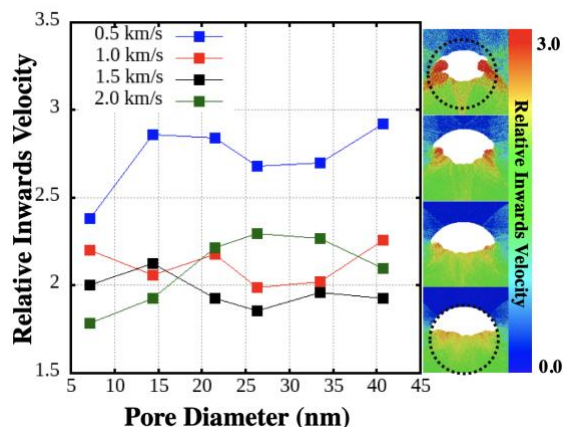 3.5
3
2.5
2
1.5
0.5 km/s
1.0 km/s
1.5 km/s
2.0 km/s
Relative Inwards Velocity
5 10 15 20 25 30 35 40 45
Pore Diameter (nm)
3.0
Relative Inwards Velocity
0.0